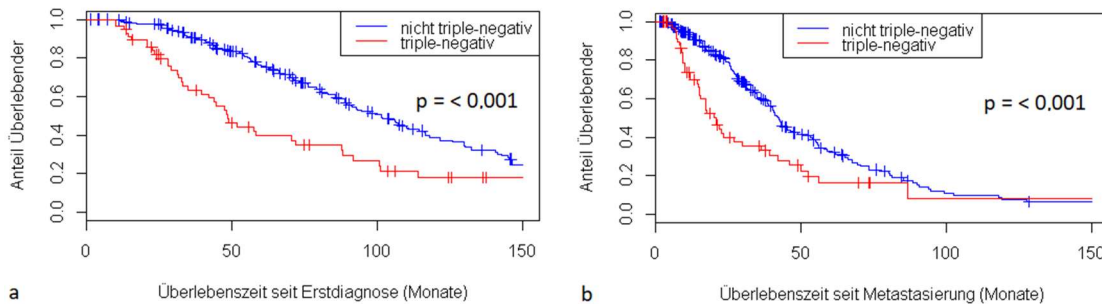 nicht triple-negativ
triple-negativ
p = < 0,001
Anteil Überlebender
0.0 0.2 0.4 0.6 0.8 1.0
0 50 100 150
Überlebenszeit seit Erstdiagnose (Monate)
a
nicht triple-negativ
triple-negativ
p = < 0,001
Anteil Überlebender
0.0 0.2 0.4 0.6 0.8 1.0
0 50 100 150
Überlebenszeit seit Metastasierung (Monate)
b